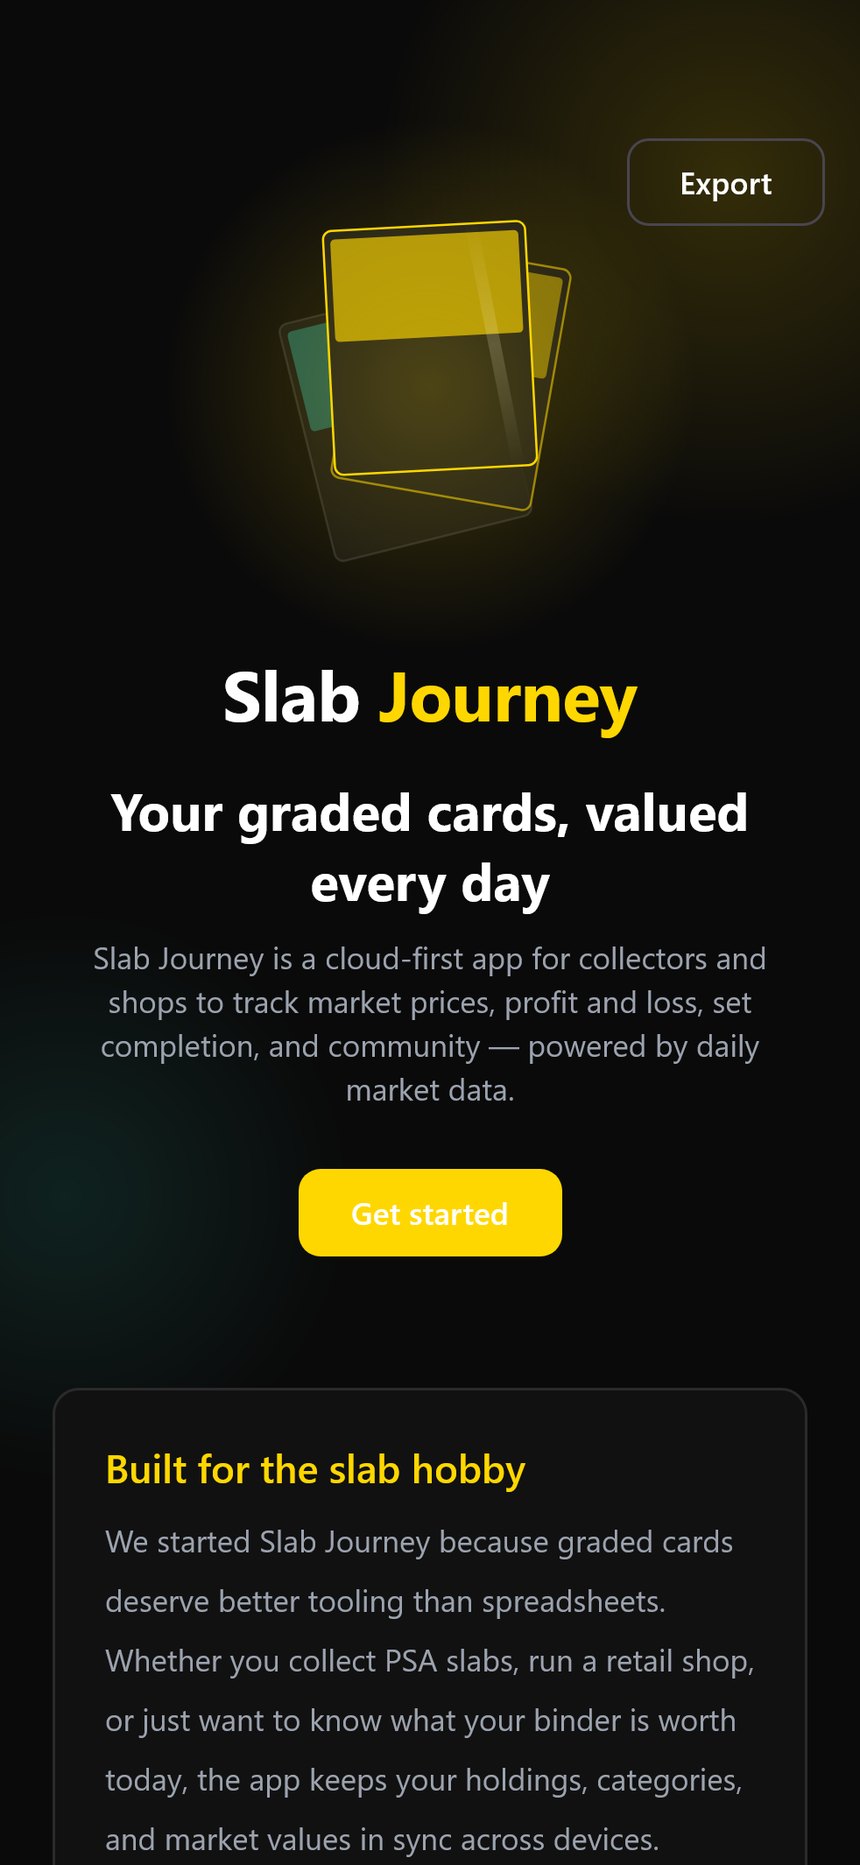 Export
Slab Journey
Your graded cards, valued
every day
Slab Journey is a cloud-first app for collectors and
shops to track market prices, profit and loss, set
completion, and community — powered by daily
market data.
Get started
Built for the slab hobby
We started Slab Journey because graded cards
deserve better tooling than spreadsheets.
Whether you collect PSA slabs, run a retail shop,
or just want to know what your binder is worth
today, the app keeps your holdings, categories,
and market values in sync across devices.